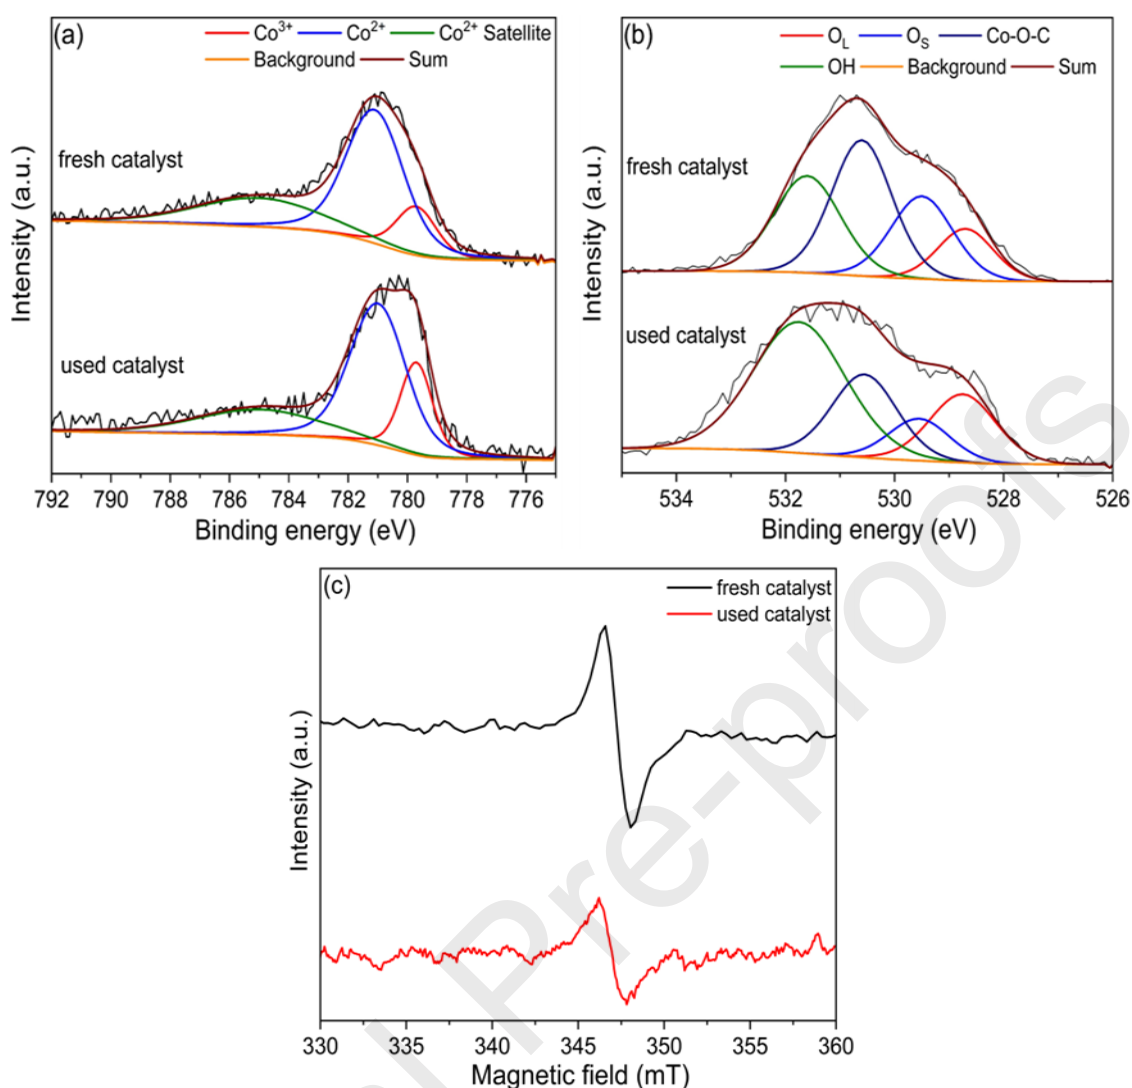 (a) Co³⁺ Co²⁺ Co²⁺ Satellite
Background Sum
fresh catalyst
used catalyst
Intensity (a.u.)
792 790 788 786 784 782 780 778 776
Binding energy (eV)
(b) O_L O_S Co-O-C
OH Background Sum
fresh catalyst
used catalyst
Intensity (a.u.)
534 532 530 528 526
Binding energy (eV)
(c) fresh catalyst
used catalyst
Intensity (a.u.)
330 335 340 345 350 355 360
Magnetic field (mT)
Pre-proofs